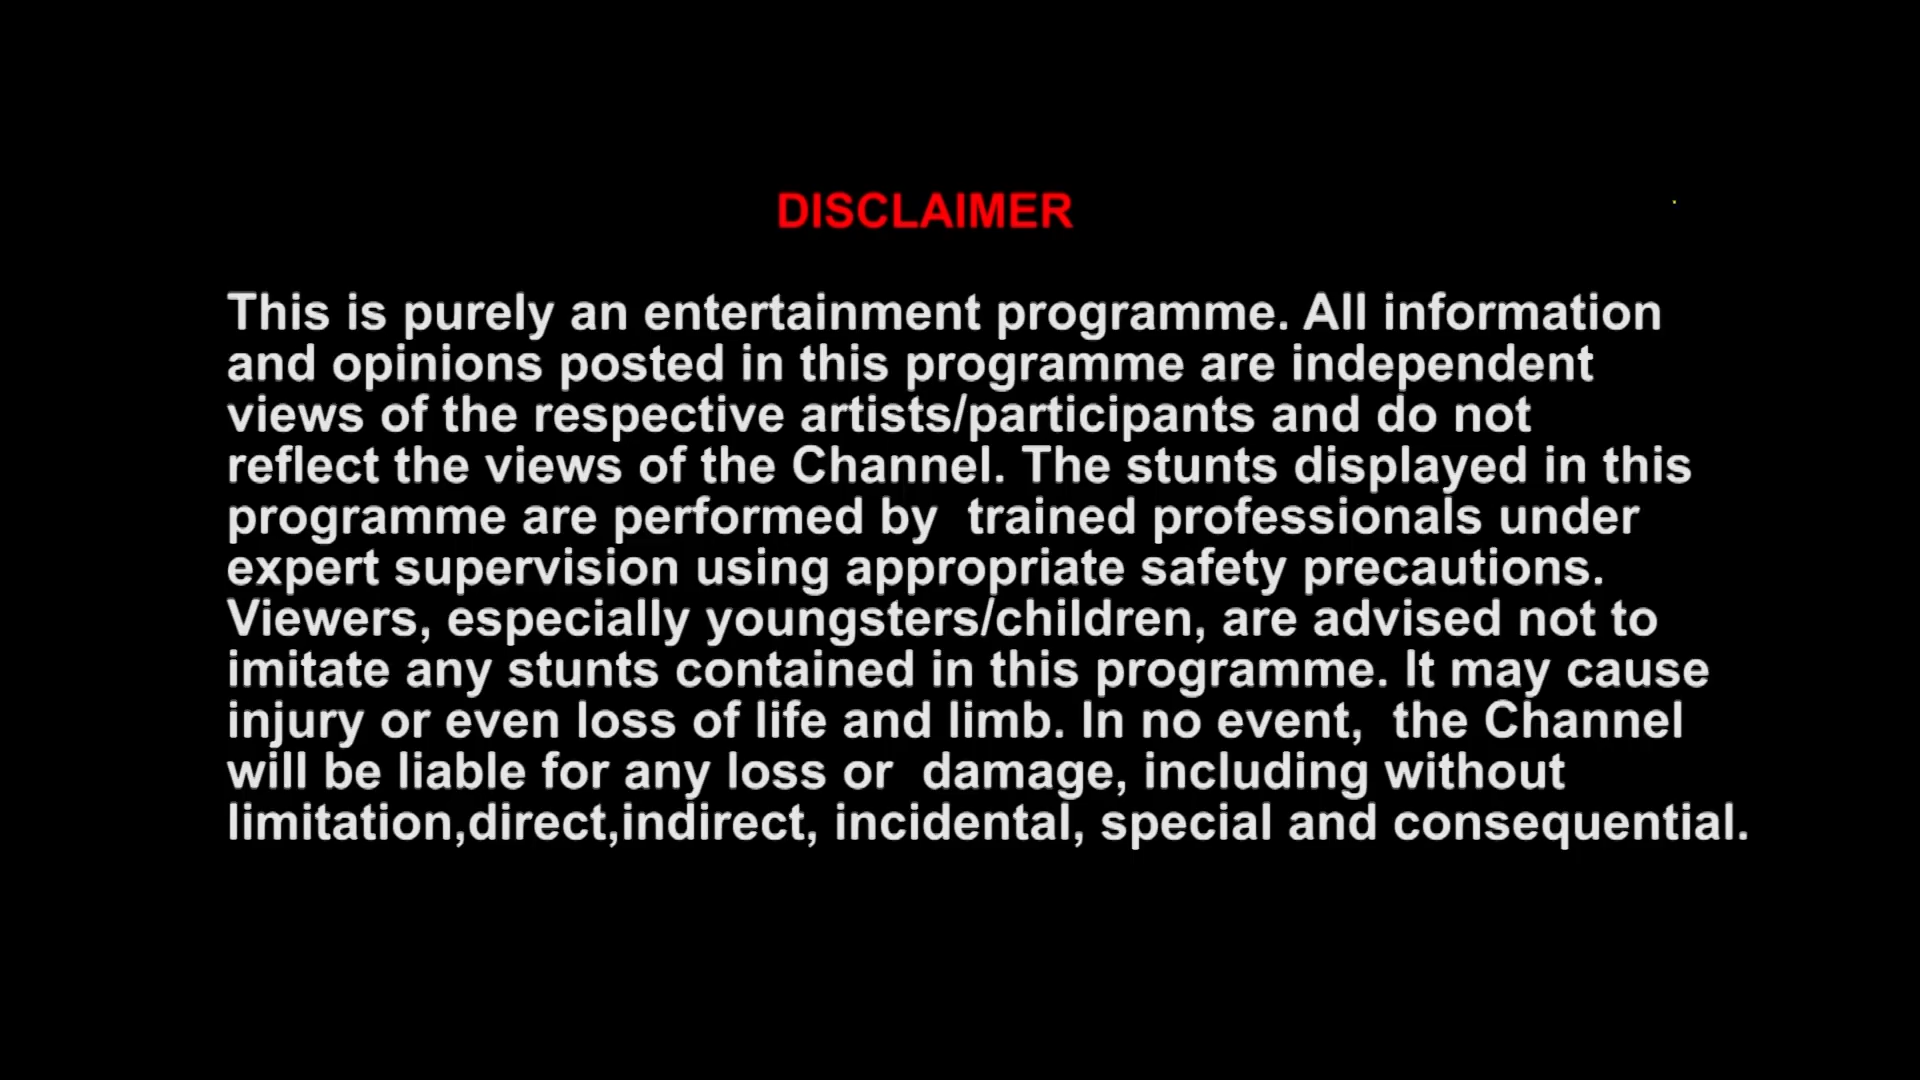 DISCLAIMER
This is purely an entertainment programme. All information
and opinions posted in this programme are independent
views of the respective artists/participants and do not
reflect the views of the Channel. The stunts displayed in this
programme are performed by  trained professionals under
expert supervision using appropriate safety precautions.
Viewers, especially youngsters/children, are advised not to
imitate any stunts contained in this programme. It may cause
injury or even loss of life and limb. In no event,  the Channel
will be liable for any loss or  damage, including without
limitation,direct,indirect, incidental, special and consequential.